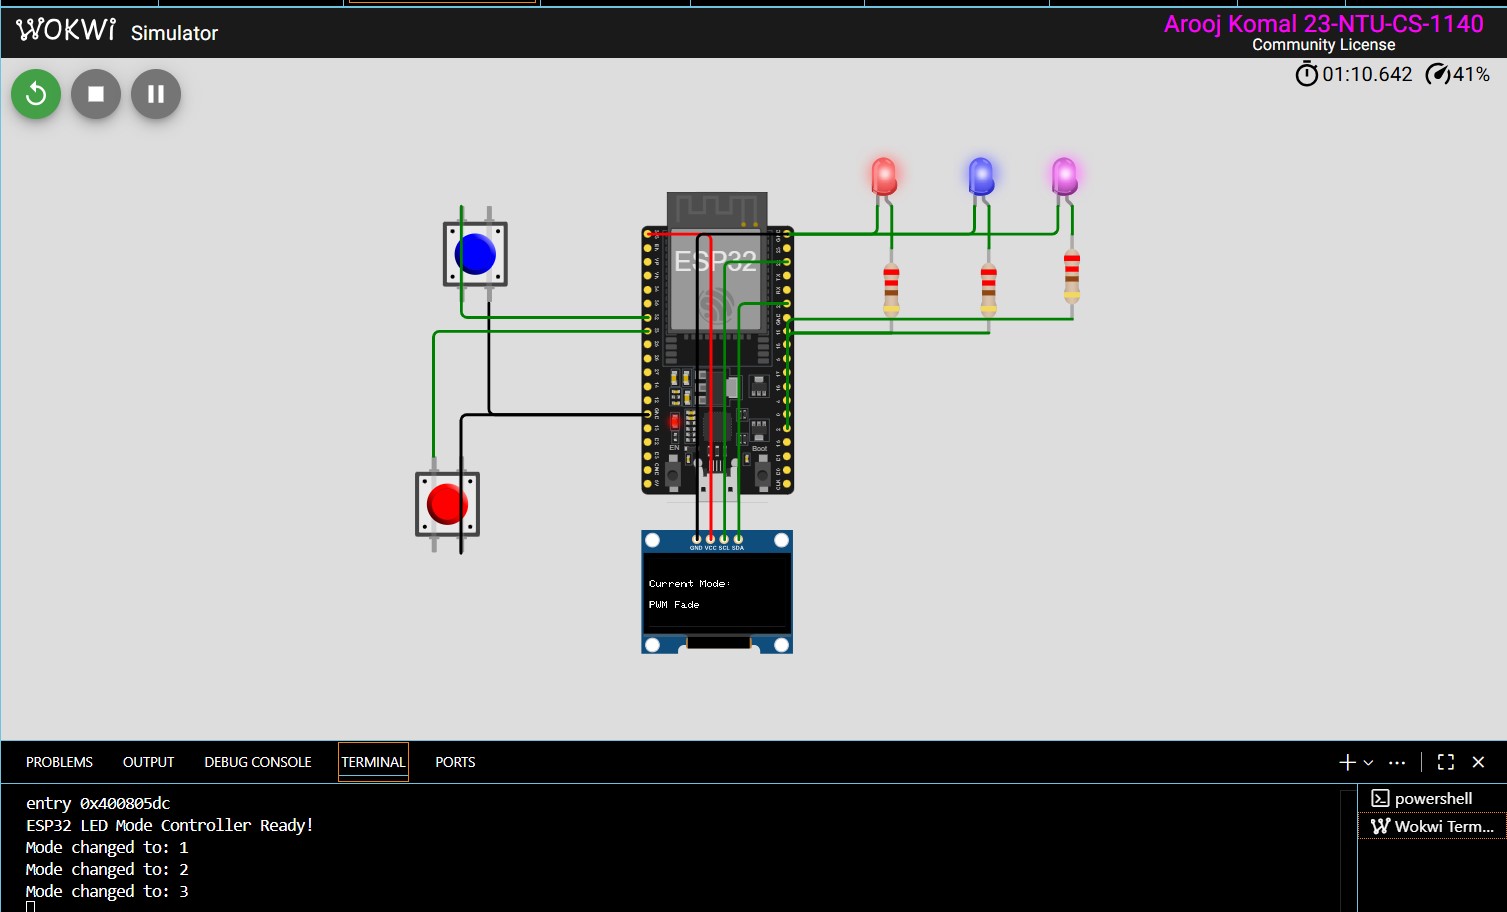 WOKWi Simulator
Arooj Komal 23-NTU-CS-1140
Community License
01:10.642 41%
ESP32
EN
Boot
GND VCC SCL SDA
Current Mode:
PWM Fade
PROBLEMS OUTPUT DEBUG CONSOLE TERMINAL PORTS
entry 0x400805dc
ESP32 LED Mode Controller Ready!
Mode changed to: 1
Mode changed to: 2
Mode changed to: 3
powershell
Wokwi Term...